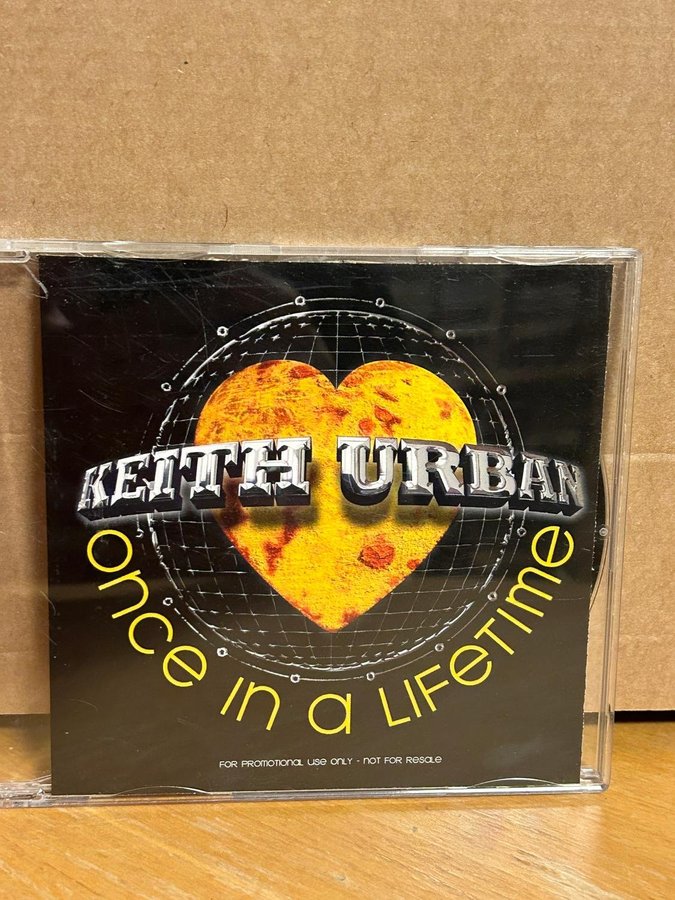 KEITH URBAN
once in a Lifetime
FOR PROMOTIONAL USE ONLY - NOT FOR RESALE